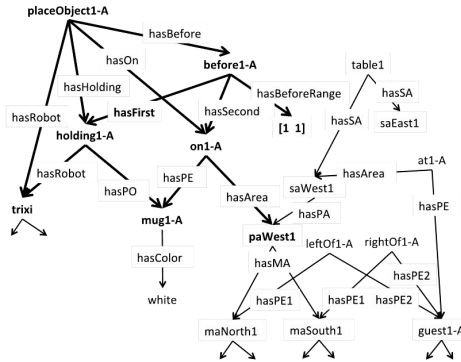 placeObject1-A
hasBefore
hasOn
before1-A
table1
hasHolding
hasBeforeRange
hasSA
hasRobot
hasFirst
hasSecond
saEast1
holding1-A
[1 1]
hasSA
on1-A
at1-A
hasRobot
hasPE
hasArea
hasPO
saWest1
hasArea
hasPE
trixi
mug1-A
hasPA
paWest1
leftOf1-A
rightOf1-A
hasColor
hasMA
hasPE2
white
hasPE1
hasPE1
hasPE2
maNorth1
maSouth1
guest1-A